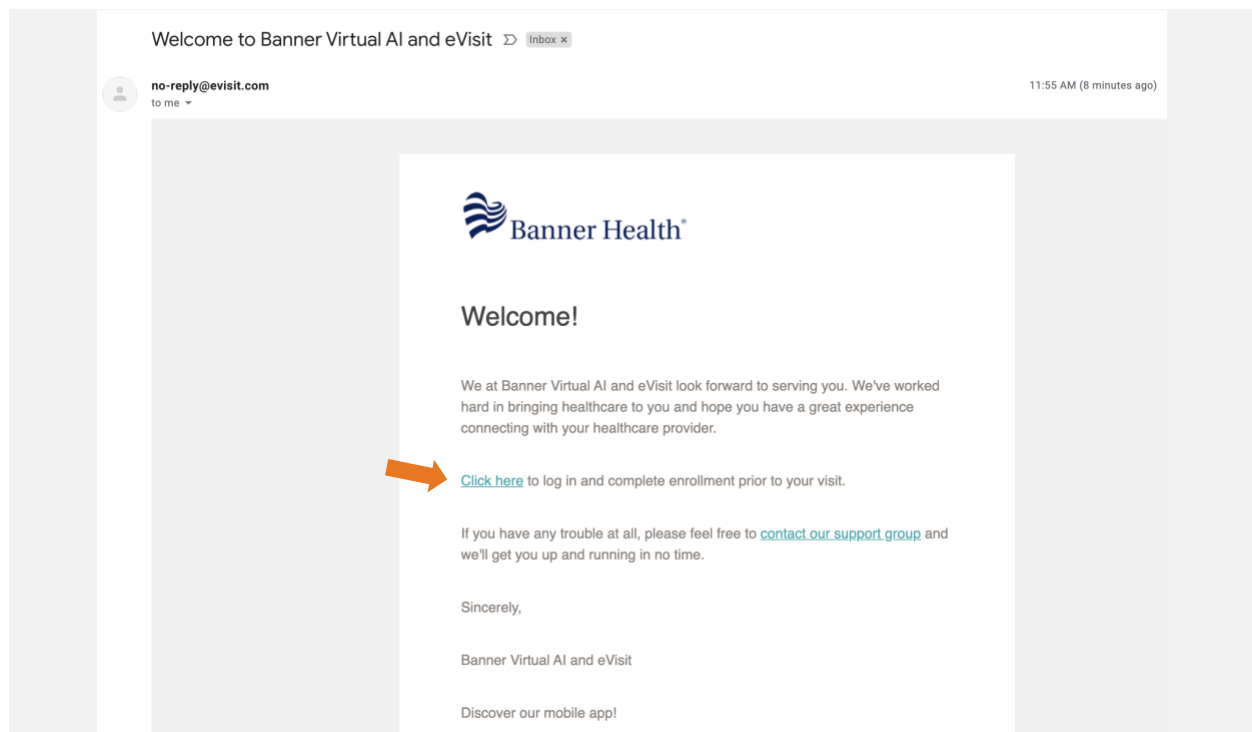 Welcome to Banner Virtual AI and eVisit Inbox ×
no-reply@evisit.com 11:55 AM (8 minutes ago)
to me
Banner Health®
Welcome!
We at Banner Virtual AI and eVisit look forward to serving you. We've worked
hard in bringing healthcare to you and hope you have a great experience
connecting with your healthcare provider.
Click here to log in and complete enrollment prior to your visit.
If you have any trouble at all, please feel free to contact our support group and
we'll get you up and running in no time.
Sincerely,
Banner Virtual AI and eVisit
Discover our mobile app!